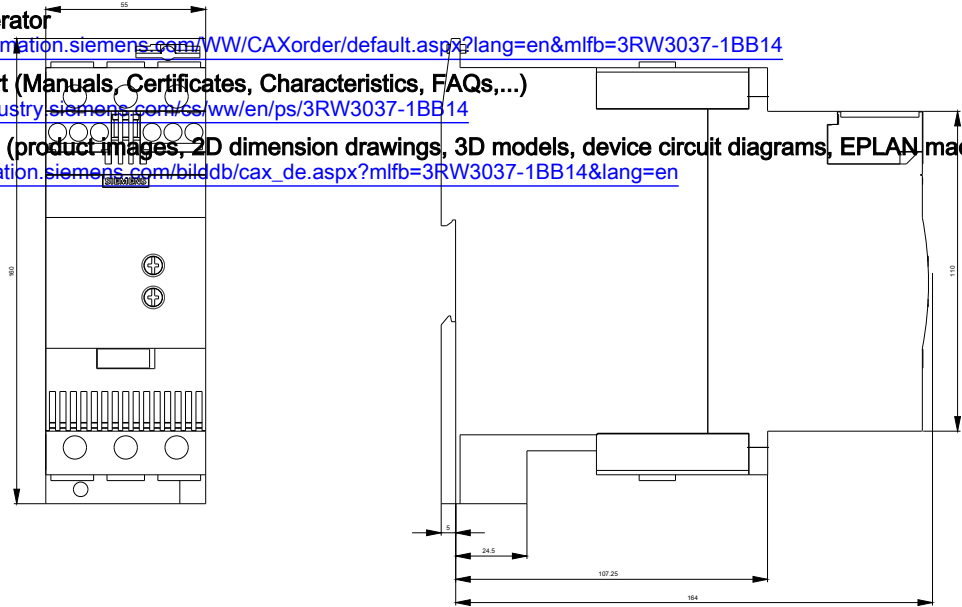 55
erator
mation.siemens.com/WW/CAXorder/default.aspx?lang=en&mlfb=3RW3037-1BB14
t (Manuals, Certificates, Characteristics, FAQs,...)
ustry.siemens.com/cs/ww/en/ps/3RW3037-1BB14
(product images, 2D dimension drawings, 3D models, device circuit diagrams, EPLAN mac
ation.siemens.com/bilddb/cax_de.aspx?mlfb=3RW3037-1BB14&lang=en
SIEMENS
160
110
5
24.5
107.25
164